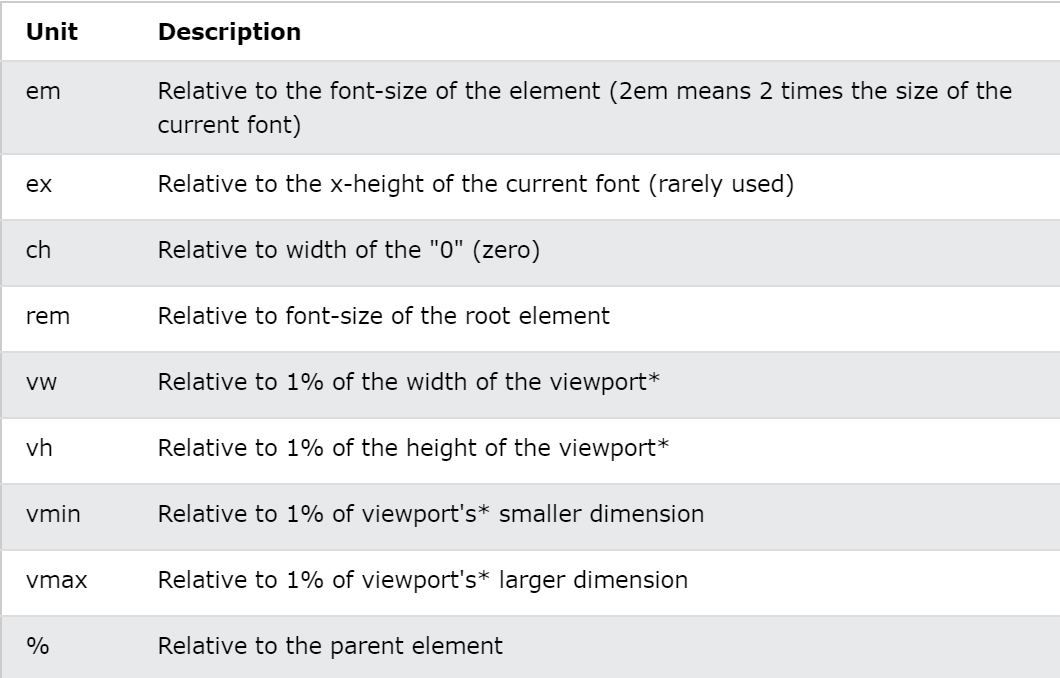 Unit Description
em Relative to the font-size of the element (2em means 2 times the size of the
current font)
ex Relative to the x-height of the current font (rarely used)
ch Relative to width of the "0" (zero)
rem Relative to font-size of the root element
vw Relative to 1% of the width of the viewport*
vh Relative to 1% of the height of the viewport*
vmin Relative to 1% of viewport's* smaller dimension
vmax Relative to 1% of viewport's* larger dimension
% Relative to the parent element